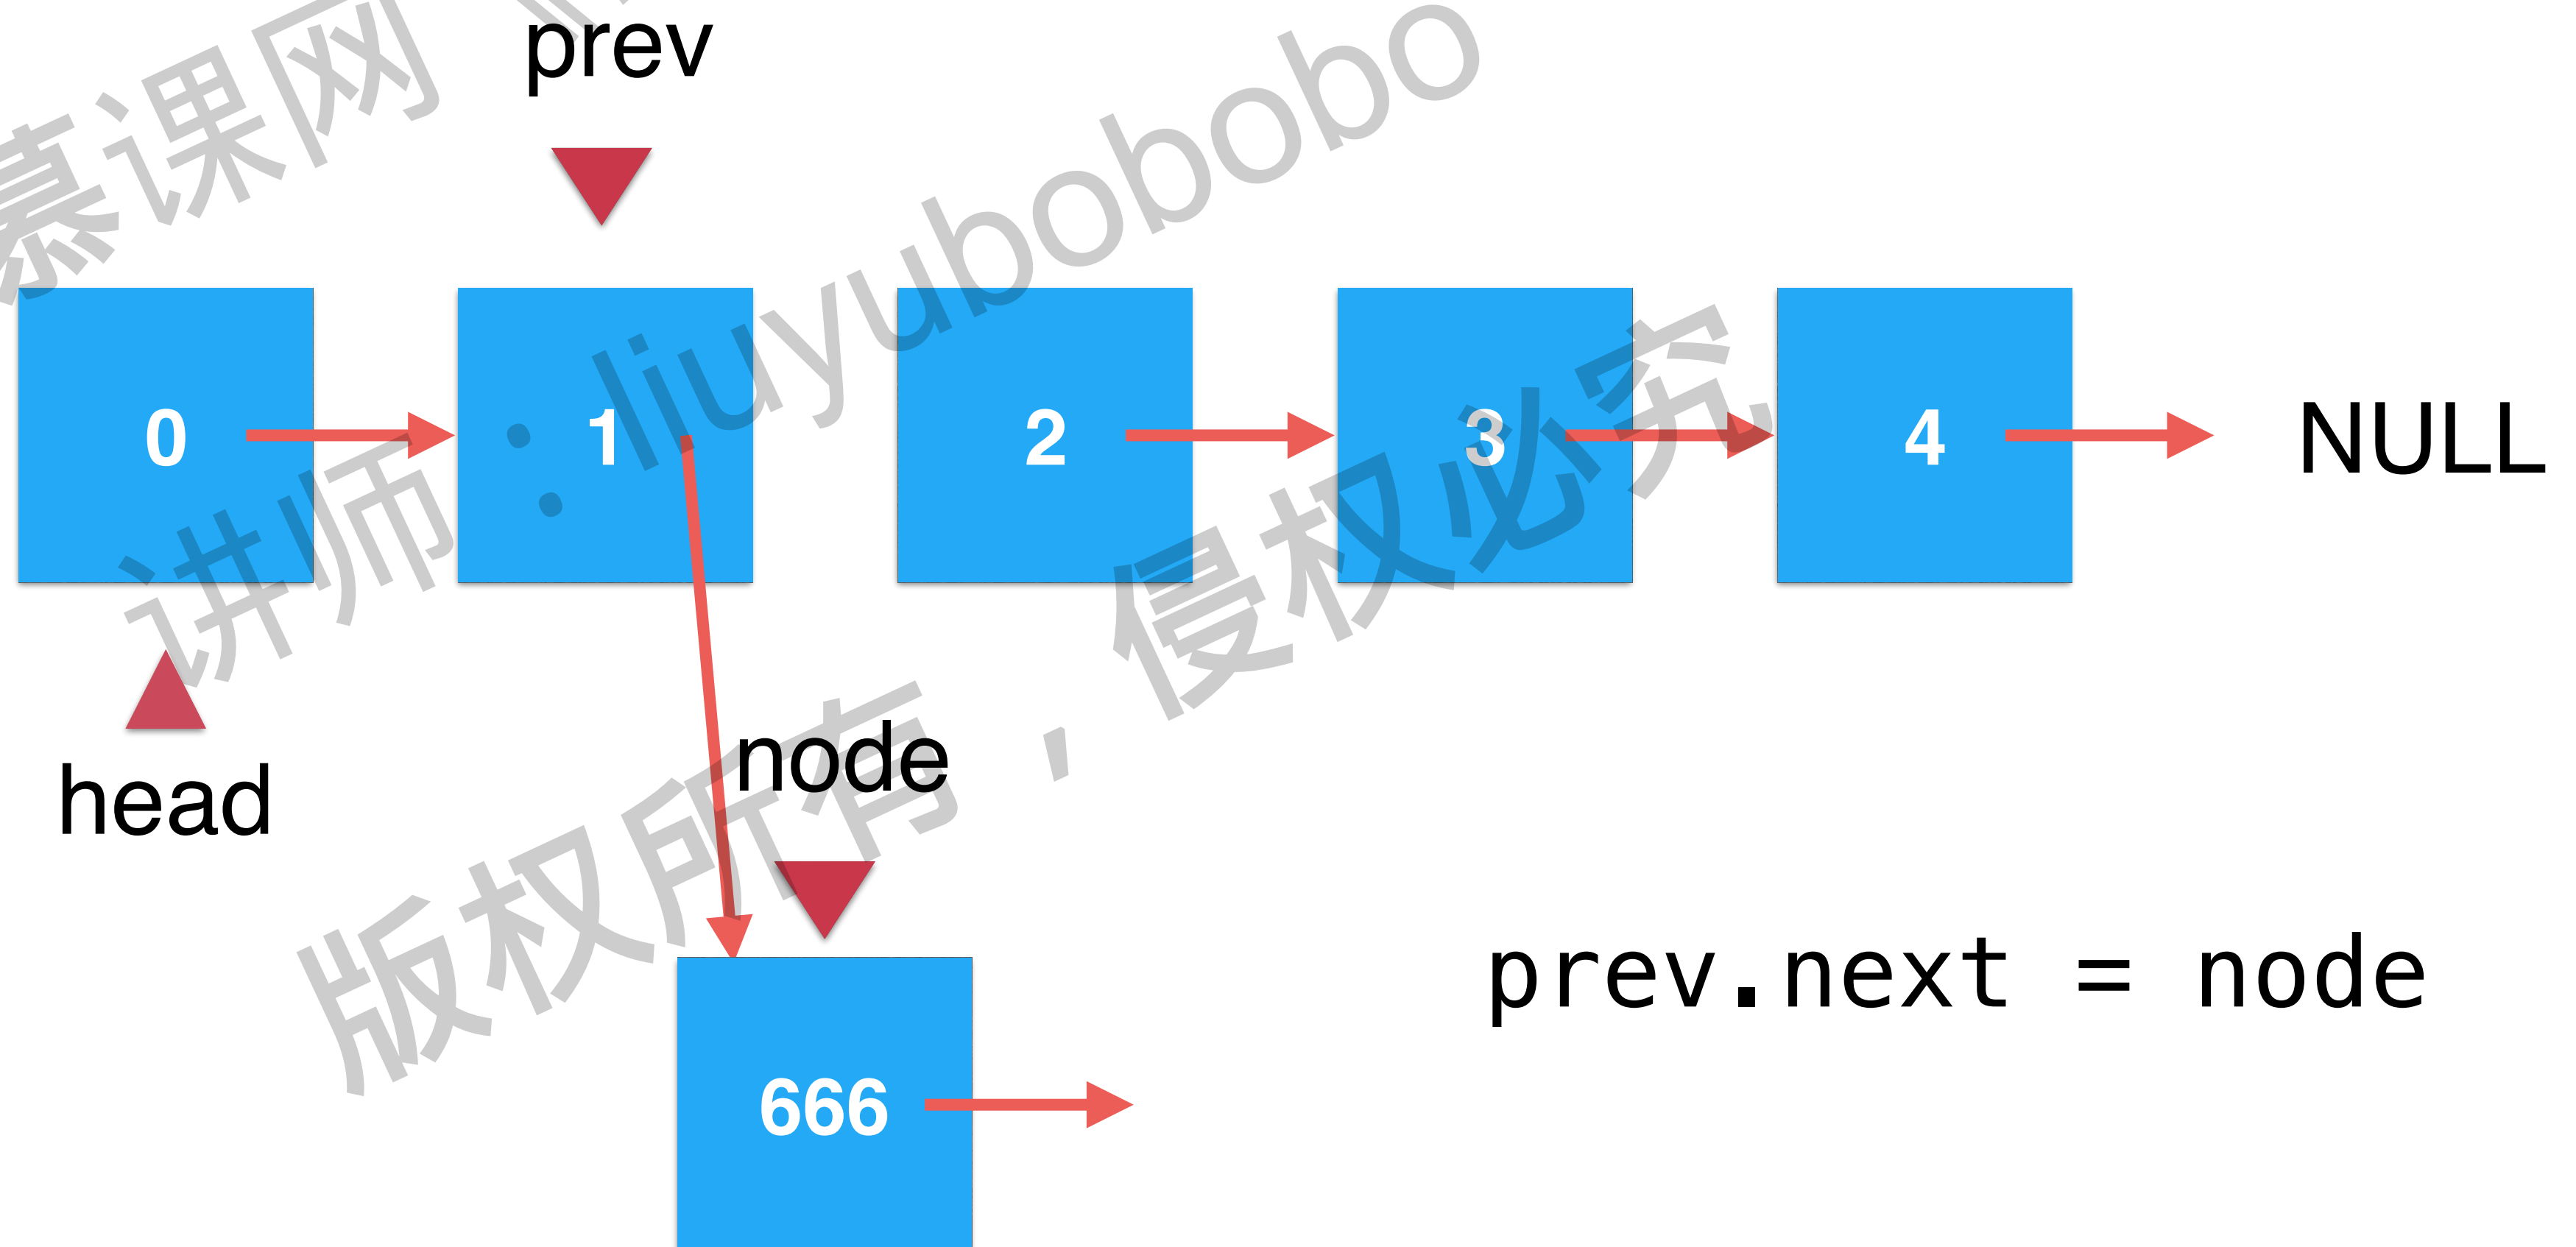 prev
0 1 2 3 4 NULL
head
node
666
prev.next = node
慕课网
讲师：liuyubobobo
版权所有，侵权必究